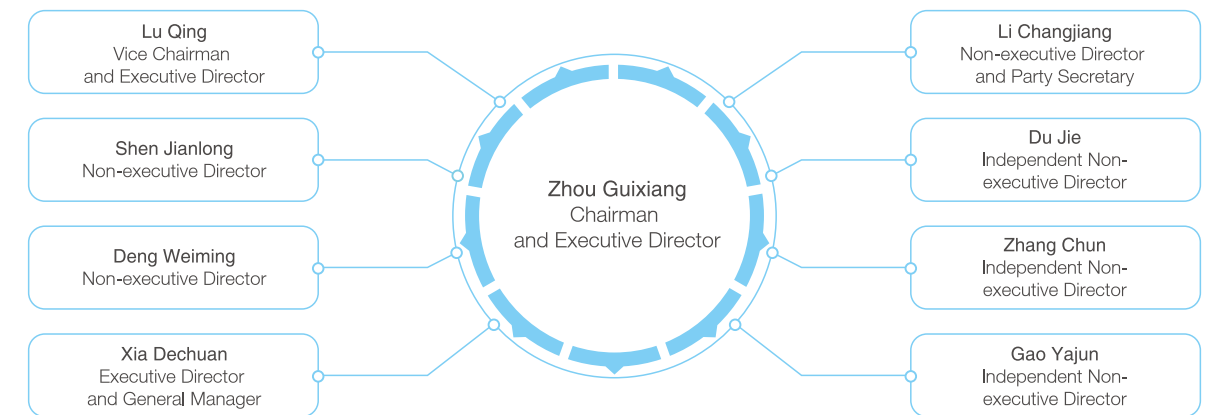 Lu Qing
Vice Chairman
and Executive Director
Shen Jianlong
Non-executive Director
Deng Weiming
Non-executive Director
Xia Dechuan
Executive Director
and General Manager
Zhou Guixiang
Chairman
and Executive Director
Li Changjiang
Non-executive Director
and Party Secretary
Du Jie
Independent Non-
executive Director
Zhang Chun
Independent Non-
executive Director
Gao Yajun
Independent Non-
executive Director